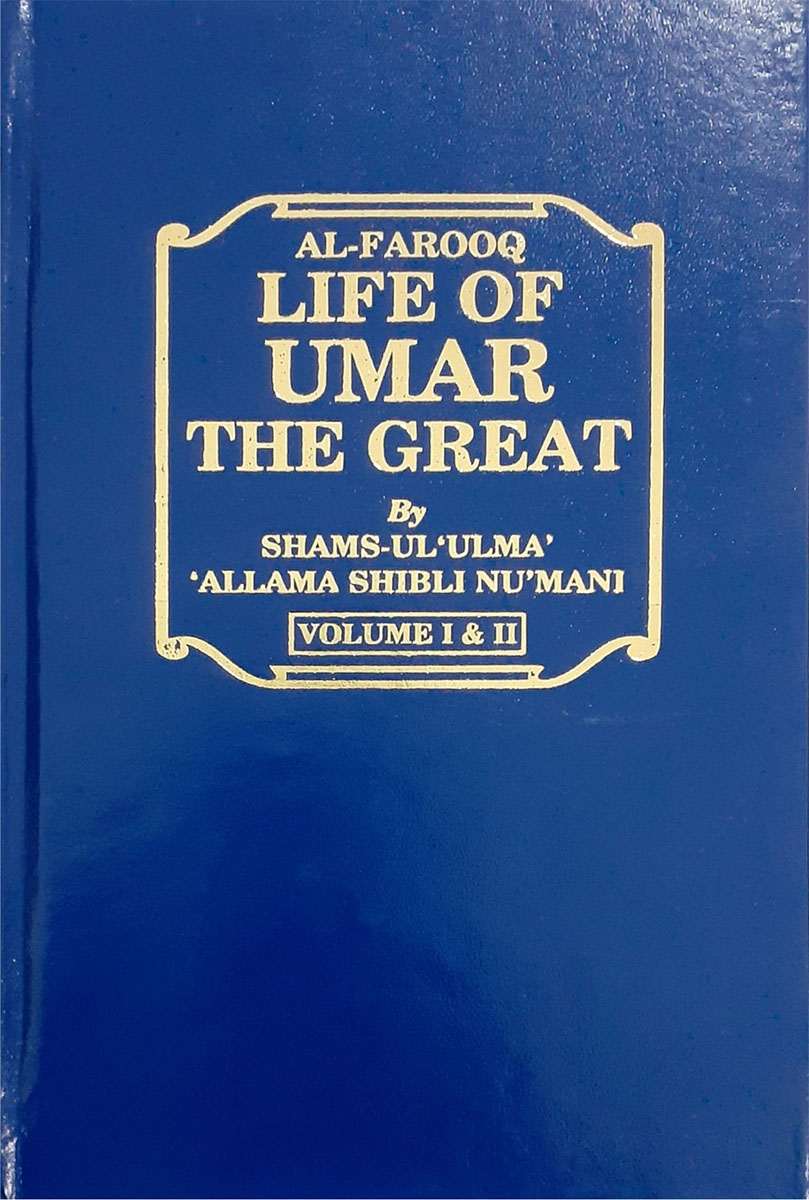 AL-FAROOQ
LIFE OF
UMAR
THE GREAT
By
SHAMS-UL‘ULMA’
‘ALLAMA SHIBLI NU’MANI
VOLUME I & II